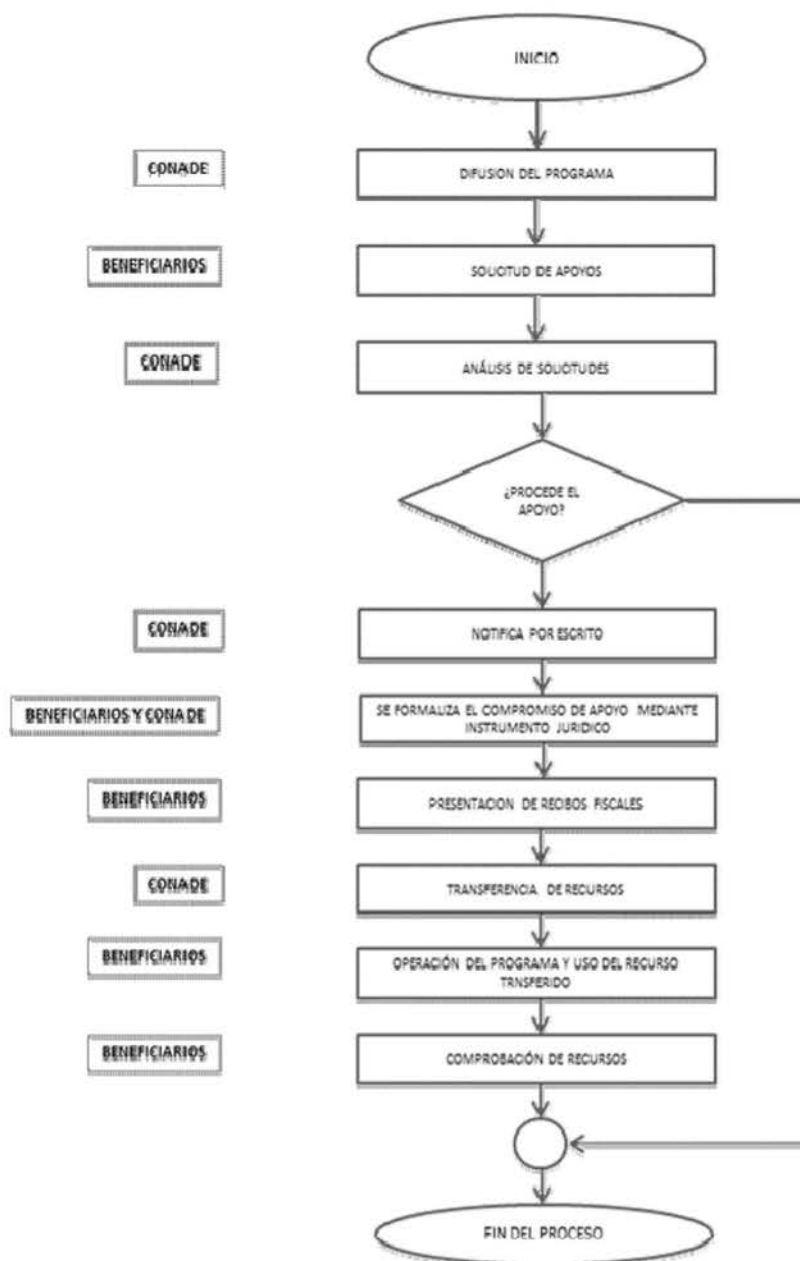 INICIO
CONADE
DIFUSION DEL PROGRAMA
BENEFICIARIOS
SOLICITUD DE APOYOS
CONADE
ANÁLISIS DE SOLICITUDES
¿PROCEDE EL
APOYO?
CONADE
NOTIFICA POR ESCRITO
BENEFICIARIOS Y CONADE
SE FORMALIZA EL COMPROMISO DE APOYO MEDIANTE
INSTRUMENTO JURIDICO
BENEFICIARIOS
PRESENTACION DE RECIBOS FISCALES
CONADE
TRANSFERENCIA DE RECURSOS
BENEFICIARIOS
OPERACIÓN DEL PROGRAMA Y USO DEL RECURSO
TRNSFERIDO
BENEFICIARIOS
COMPROBACIÓN DE RECURSOS
FIN DEL PROCESO